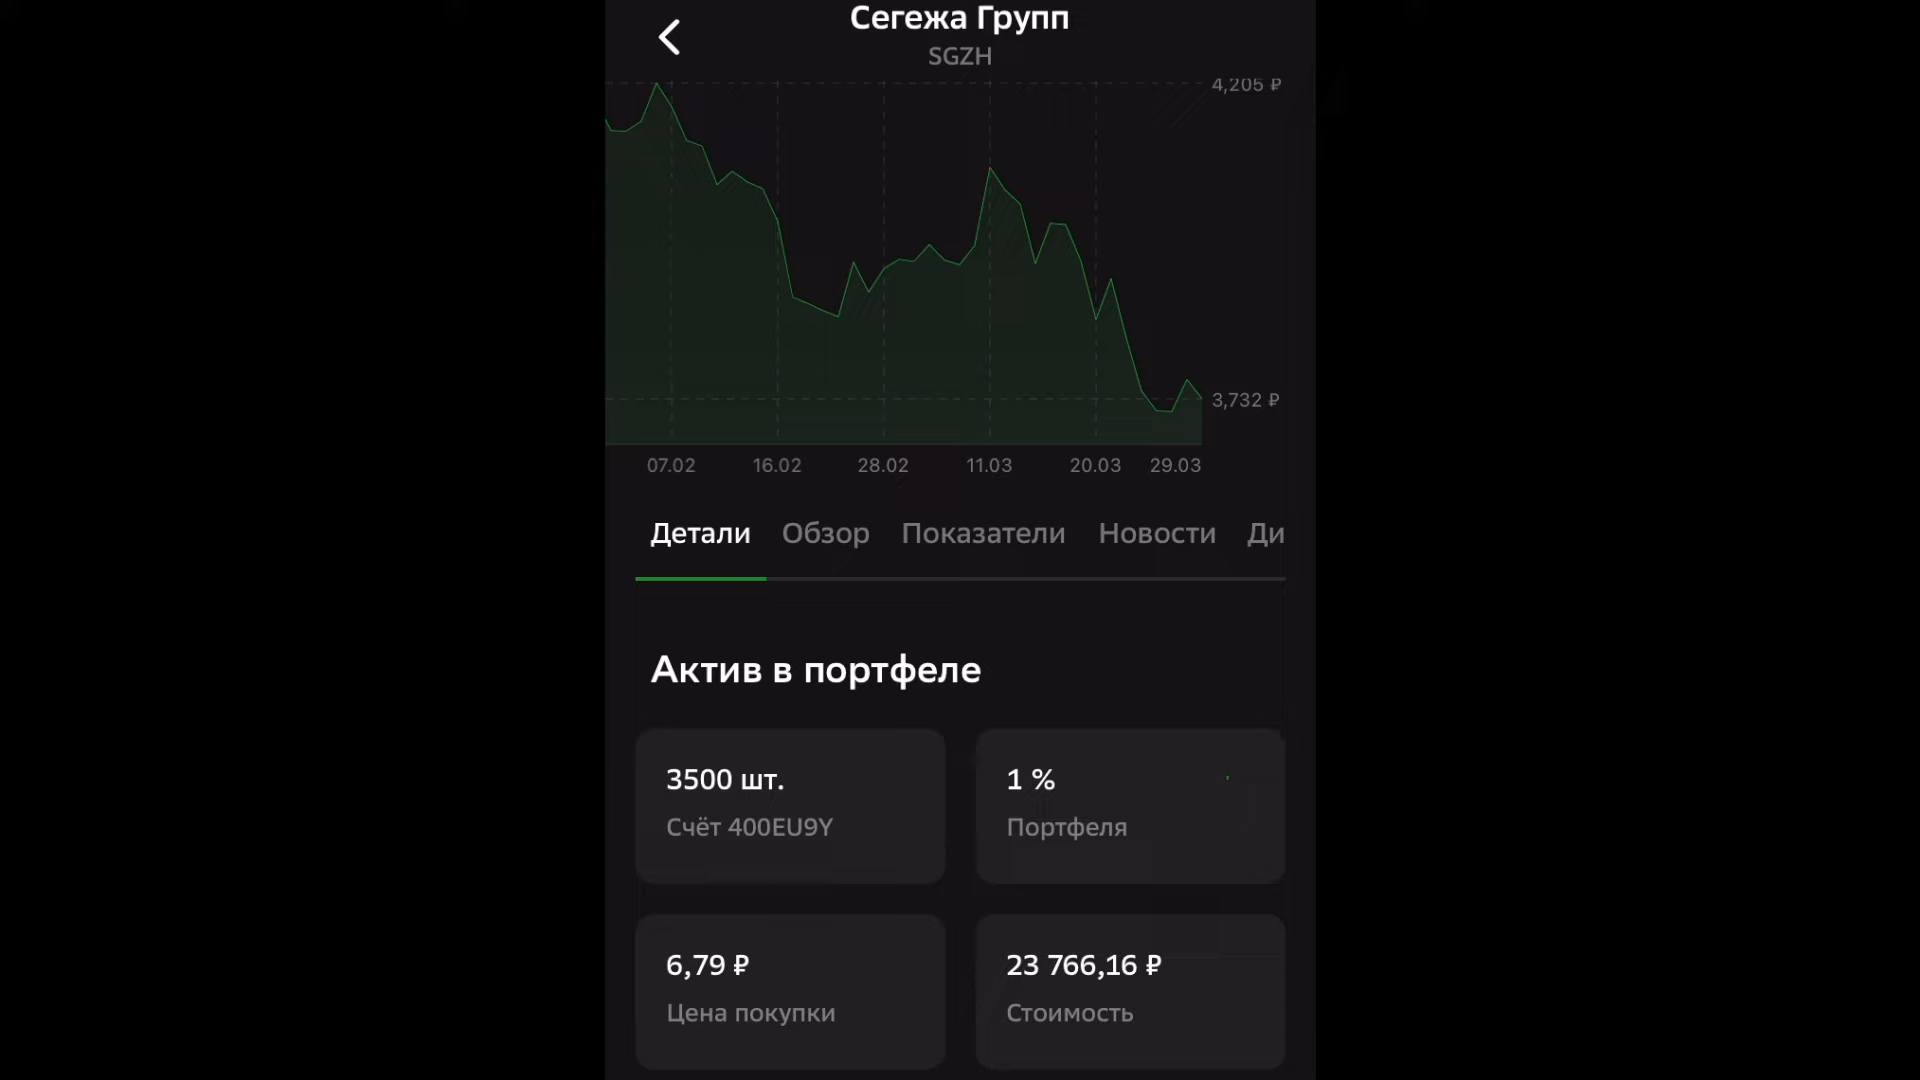 Сегежа Групп
SGZH
4,205 ₽
3,732 ₽
07.02 16.02 28.02 11.03 20.03 29.03
Детали Обзор Показатели Новости Ди
Актив в портфеле
3500 шт.
Счёт 400EU9Y
1 %
Портфеля
6,79 ₽
Цена покупки
23 766,16 ₽
Стоимость